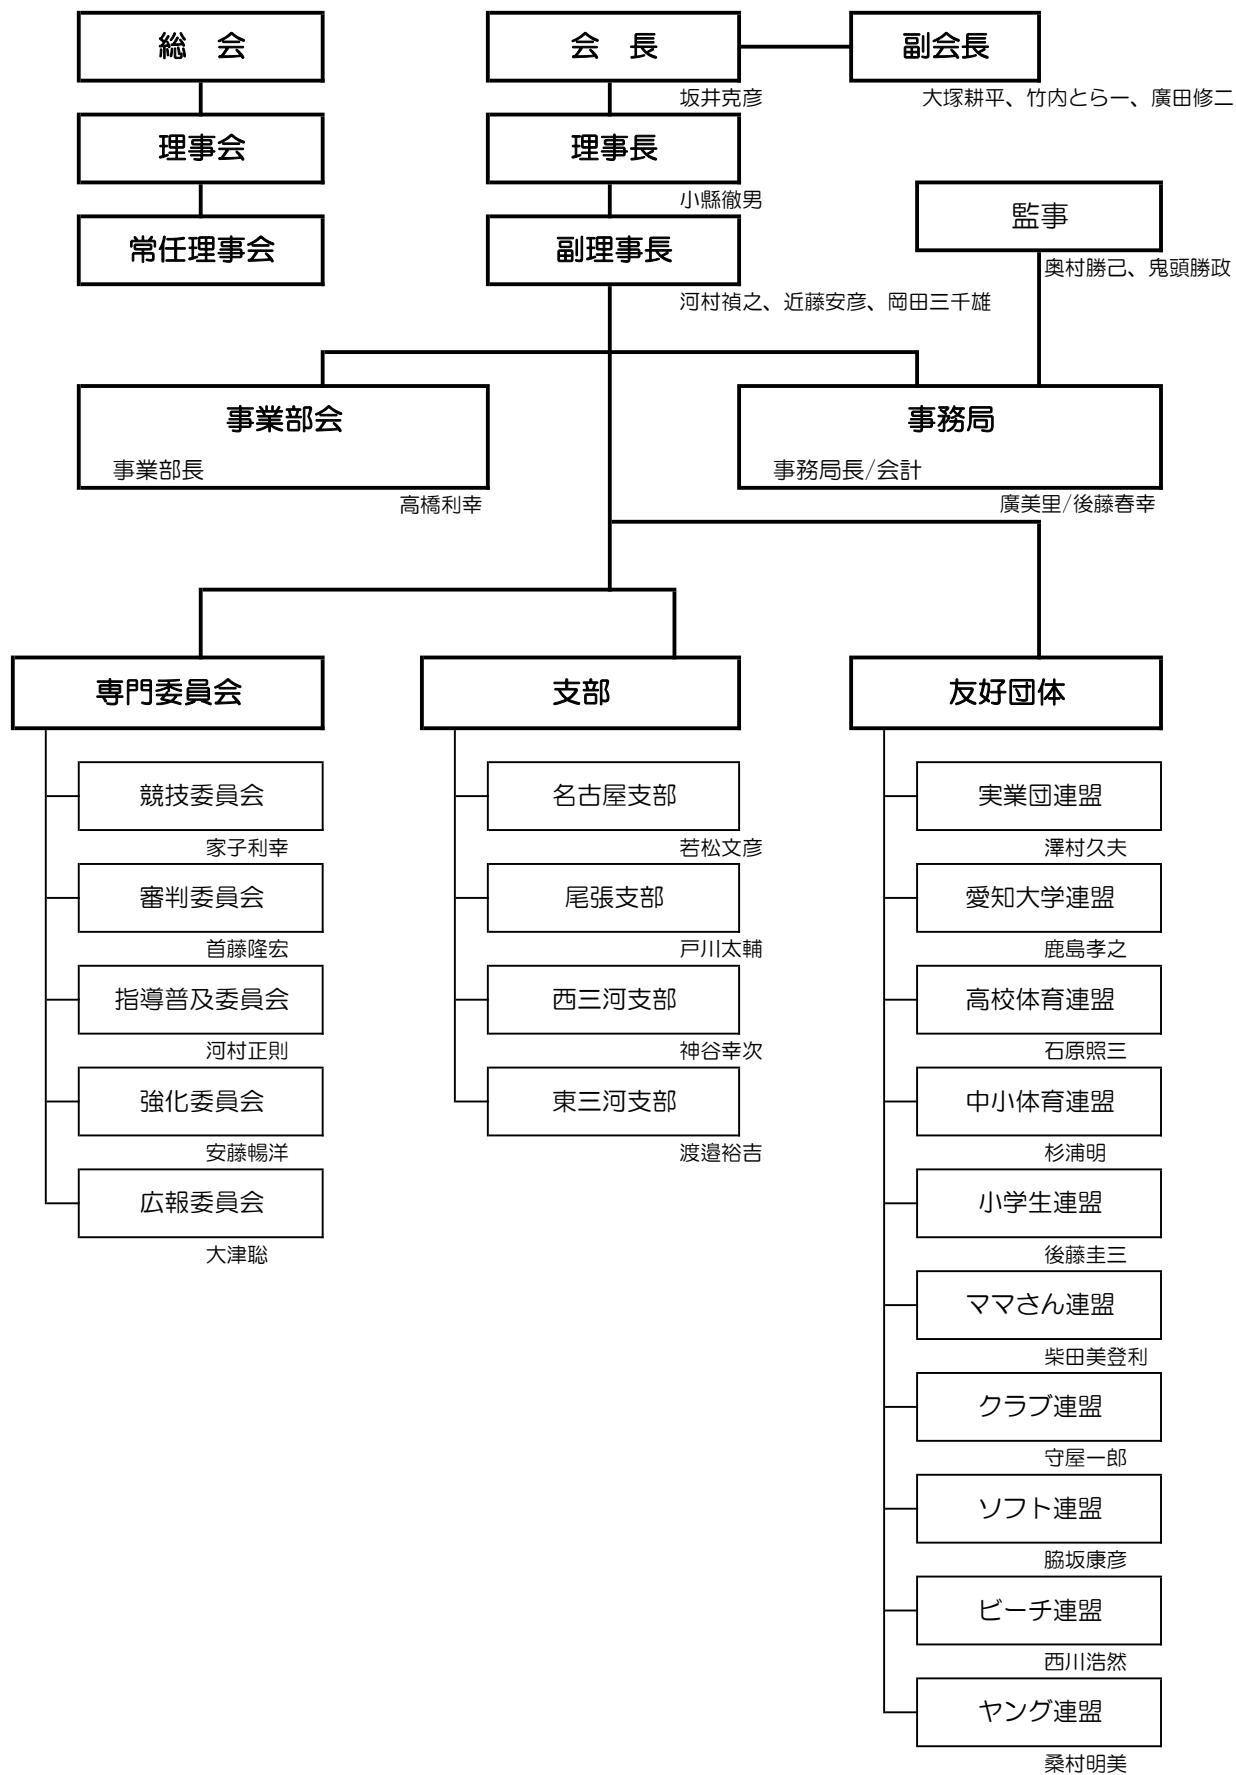 総　会
会　長
副会長
坂井克彦
大塚耕平、竹内とらー、廣田修二
理事会
理事長
小縣徹男
監事
常任理事会
副理事長
奥村勝己、鬼頭勝政
河村禎之、近藤安彦、岡田三千雄
事業部会
事務局
事業部長
事務局長/会計
高橋利幸
廣美里/後藤春幸
専門委員会
支部
友好団体
競技委員会
名古屋支部
実業団連盟
家子利幸
若松文彦
澤村久夫
審判委員会
尾張支部
愛知大学連盟
首藤隆宏
戸川太輔
鹿島孝之
指導普及委員会
西三河支部
高校体育連盟
河村正則
神谷幸次
石原照三
強化委員会
東三河支部
中小体育連盟
安藤暢洋
渡邉裕吉
杉浦明
広報委員会
小学生連盟
大津聡
後藤圭三
ママさん連盟
柴田美登利
クラブ連盟
守屋一郎
ソフト連盟
脇坂康彦
ビーチ連盟
西川浩然
ヤング連盟
桑村明美